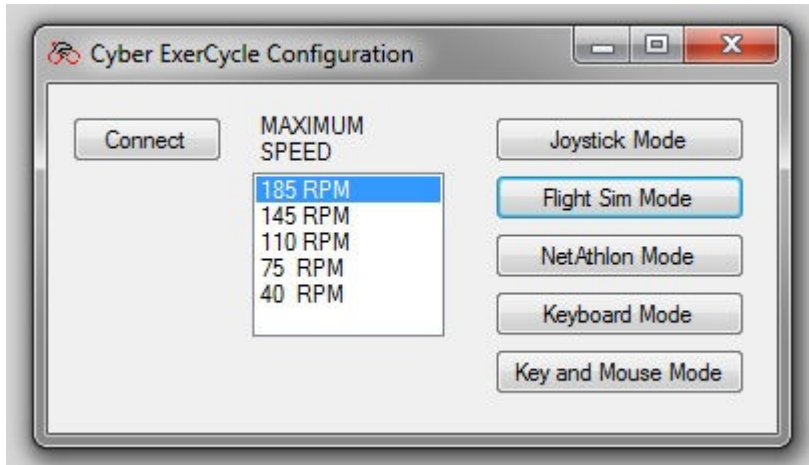 Cyber ExerCycle Configuration
Connect
MAXIMUM
SPEED
185 RPM
145 RPM
110 RPM
75 RPM
40 RPM
Joystick Mode
Flight Sim Mode
NetAthlon Mode
Keyboard Mode
Key and Mouse Mode